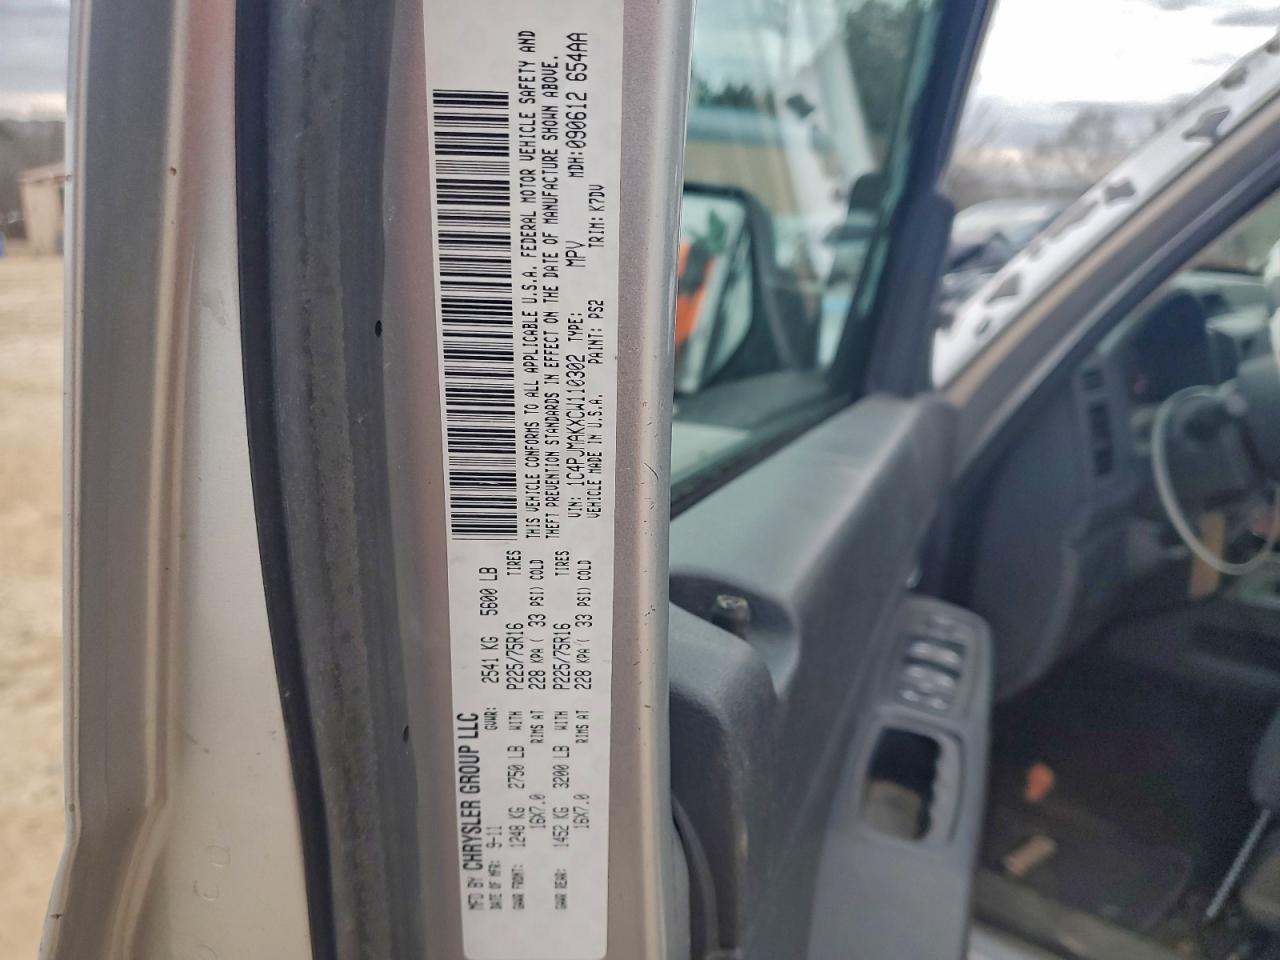 MFD BY CHRYSLER GROUP LLC
DATE OF MFR: 9-11 GVWR: 2541 KG 5600 LB
GAWR FRONT: 1248 KG 2750 LB WITH P225/75R16 TIRES
16X7.0 RIMS AT 228 KPA ( 33 PSI) COLD
GAWR REAR: 1452 KG 3200 LB WITH P225/75R16 TIRES
16X7.0 RIMS AT 228 KPA ( 33 PSI) COLD
THIS VEHICLE CONFORMS TO ALL APPLICABLE U.S.A. FEDERAL MOTOR VEHICLE SAFETY AND
THEFT PREVENTION STANDARDS IN EFFECT ON THE DATE OF MANUFACTURE SHOWN ABOVE.
VIN: 1C4PJMAKXCW110302 TYPE: MPV MDH:090612 654AA
VEHICLE MADE IN U.S.A. PAINT: PS2 TRIM: K7DV